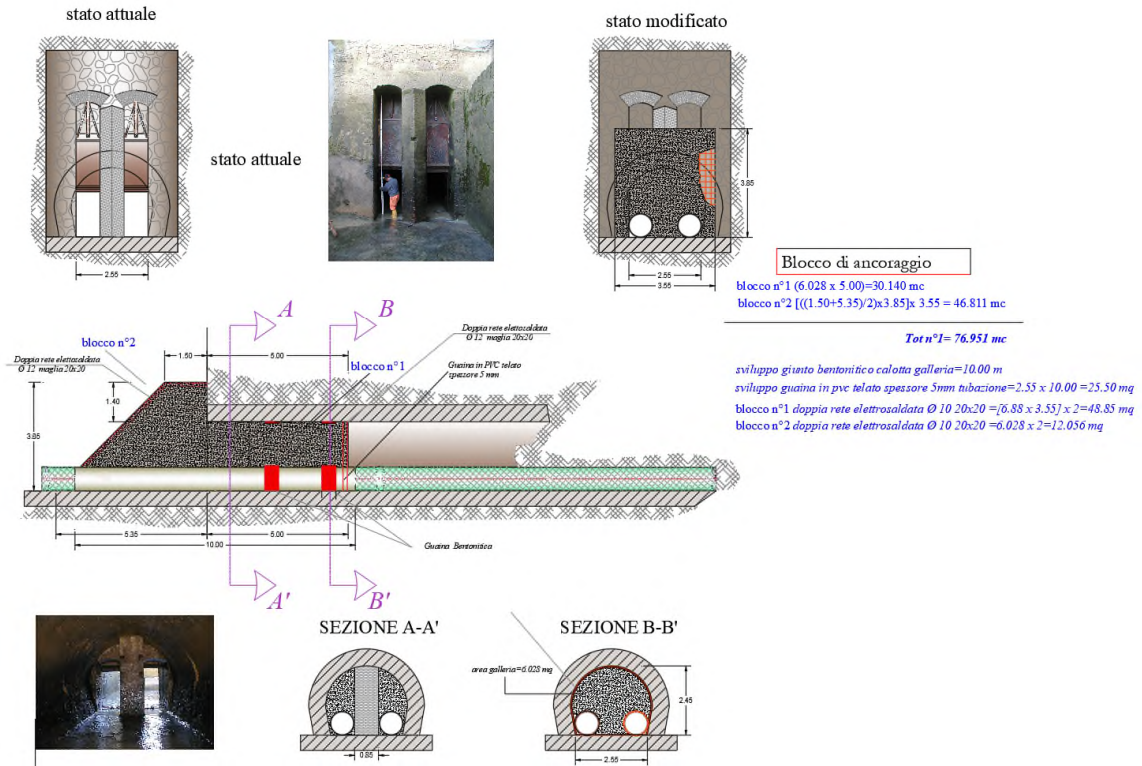 stato attuale
stato modificato
stato attuale
2.55
3.85
2.55
3.55
Blocco di ancoraggio
blocco n°1 (6.028 x 5.00)=30.140 mc
blocco n°2 [((1.50+5.35)/2)x3.85]x 3.55 = 46.811 mc
Tot n°1= 76.951 mc
sviluppo giunto bentonitico calotta galleria=10.00 m
sviluppo guaina in pvc telato spessore 5mm tubazione=2.55 x 10.00 =25.50 mq
blocco n°1 doppia rete elettrosaldata Ø 10 20x20 =[6.88 x 3.55] x 2=48.85 mq
blocco n°2 doppia rete elettrosaldata Ø 10 20x20 =6.028 x 2=12.056 mq
A
B
Doppia rete elettosaldata
Ø 12 maglia 20x20
blocco n°2
Doppia rete elettosaldata
Ø 12 maglia 20x20
1.50
5.00
blocco n°1
Guaina in PVC telato
spessore 5 mm
1.40
3.85
5.35
5.00
10.00
Guaina Bentonitica
A'
B'
SEZIONE A-A'
SEZIONE B-B'
area galleria=6.028 mq
2.45
0.85
2.55